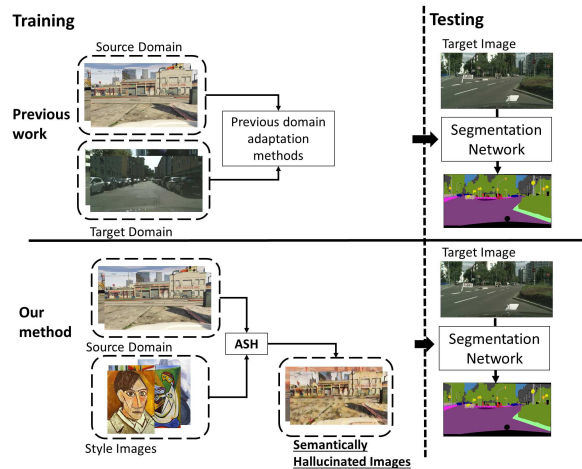 Training
Testing
Source Domain
Target Image
Previous
work
Previous domain
adaptation
methods
Segmentation
Network
Target Domain
Target Image
Our
method
ASH
Segmentation
Network
Source Domain
Style Images
Semantically
Hallucinated Images